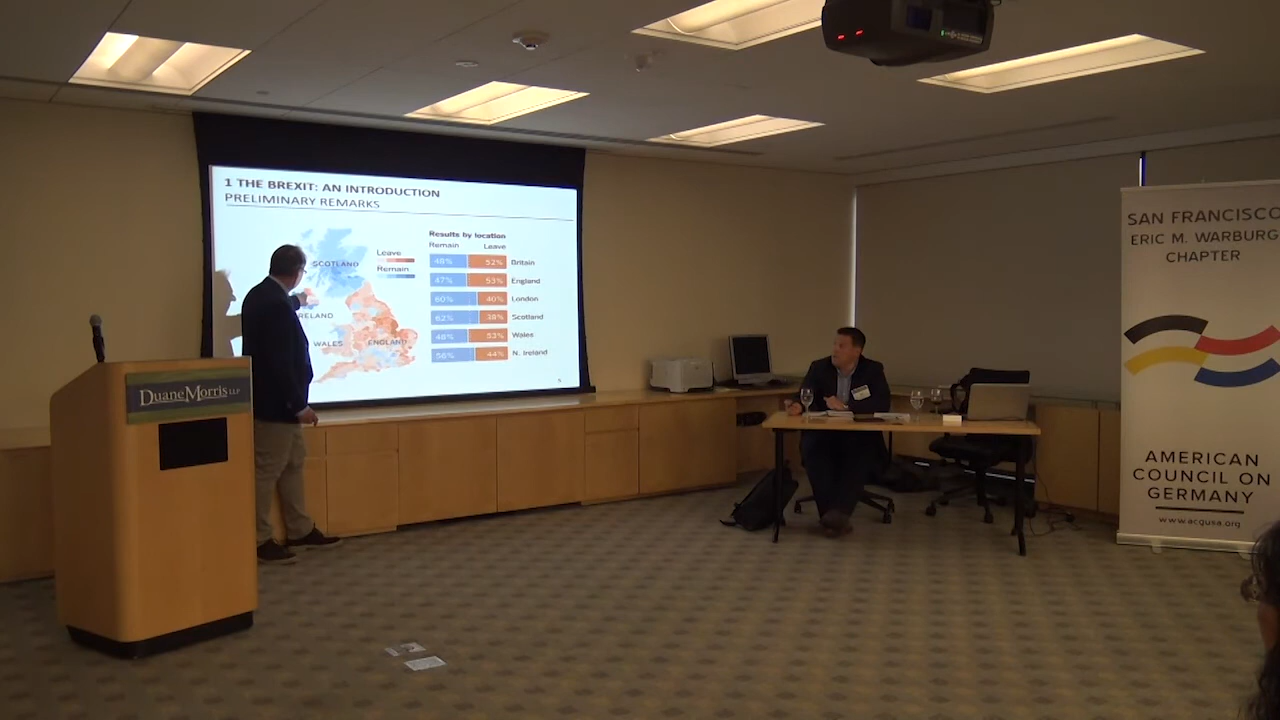 1 THE BREXIT: AN INTRODUCTION
PRELIMINARY REMARKS
Results by location
Remain Leave
48% 52% Britain
47% 53% England
60% 40% London
62% 38% Scotland
48% 53% Wales
56% 44% N. Ireland
Leave
Remain
SCOTLAND
IRELAND
WALES
ENGLAND
DuaneMorris LLP
SAN FRANCISCO
ERIC M. WARBURG
CHAPTER
AMERICAN
COUNCIL ON
GERMANY
www.acgusa.org